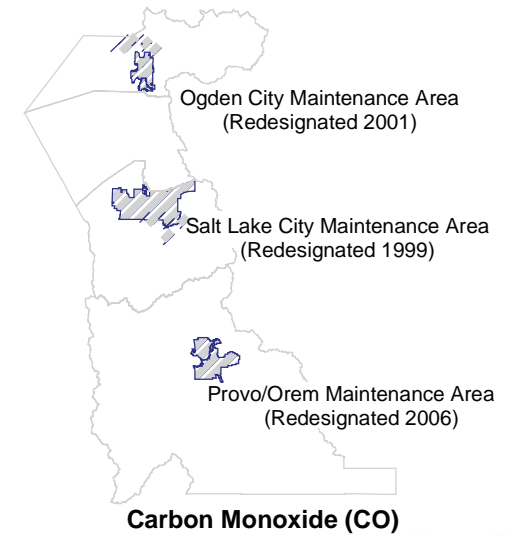 Ogden City Maintenance Area
(Redesignated 2001)
Salt Lake City Maintenance Area
(Redesignated 1999)
Provo/Orem Maintenance Area
(Redesignated 2006)
Carbon Monoxide (CO)